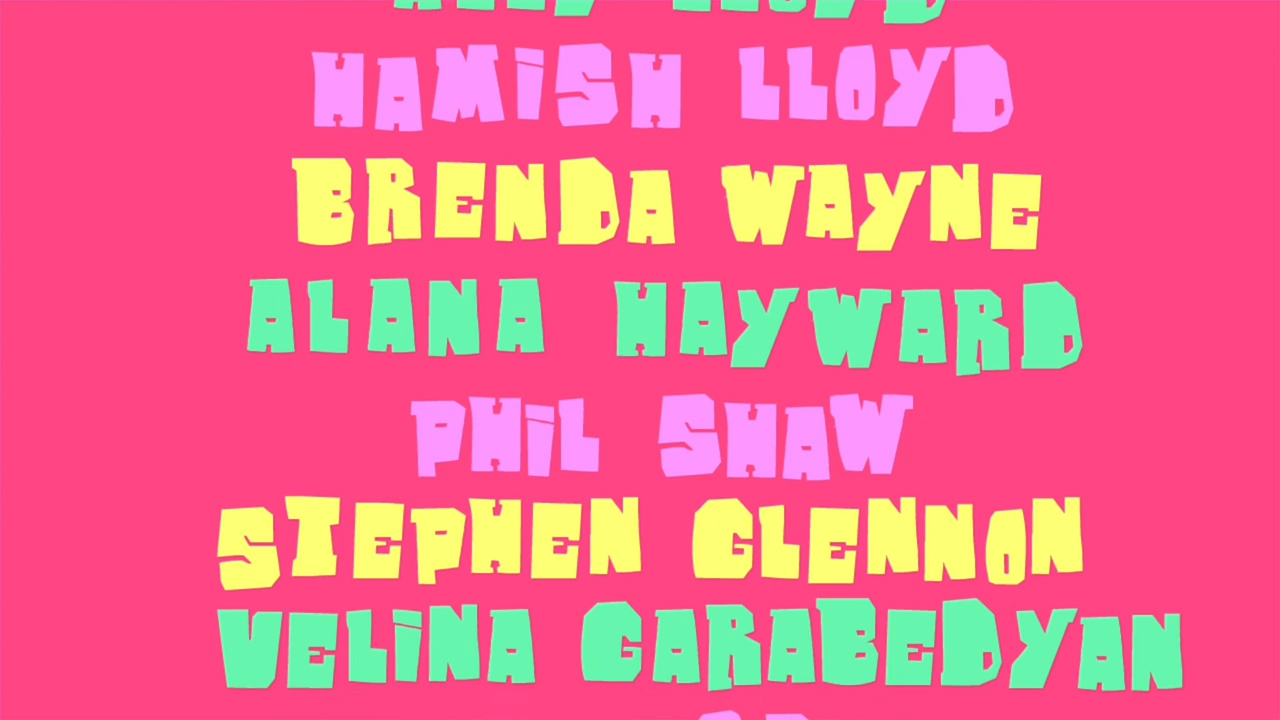 HAMiSH LLOYD
BRENDA WAYNE
ALANA HAYWARD
PHiL SHAW
STEPHEN GLENNON
VELiNA GARABEDYAN